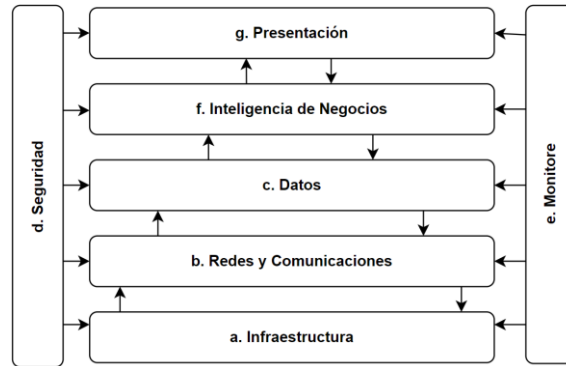 g. Presentación
f. Inteligencia de Negocios
c. Datos
b. Redes y Comunicaciones
a. Infraestructura
d. Seguridad
e. Monitore